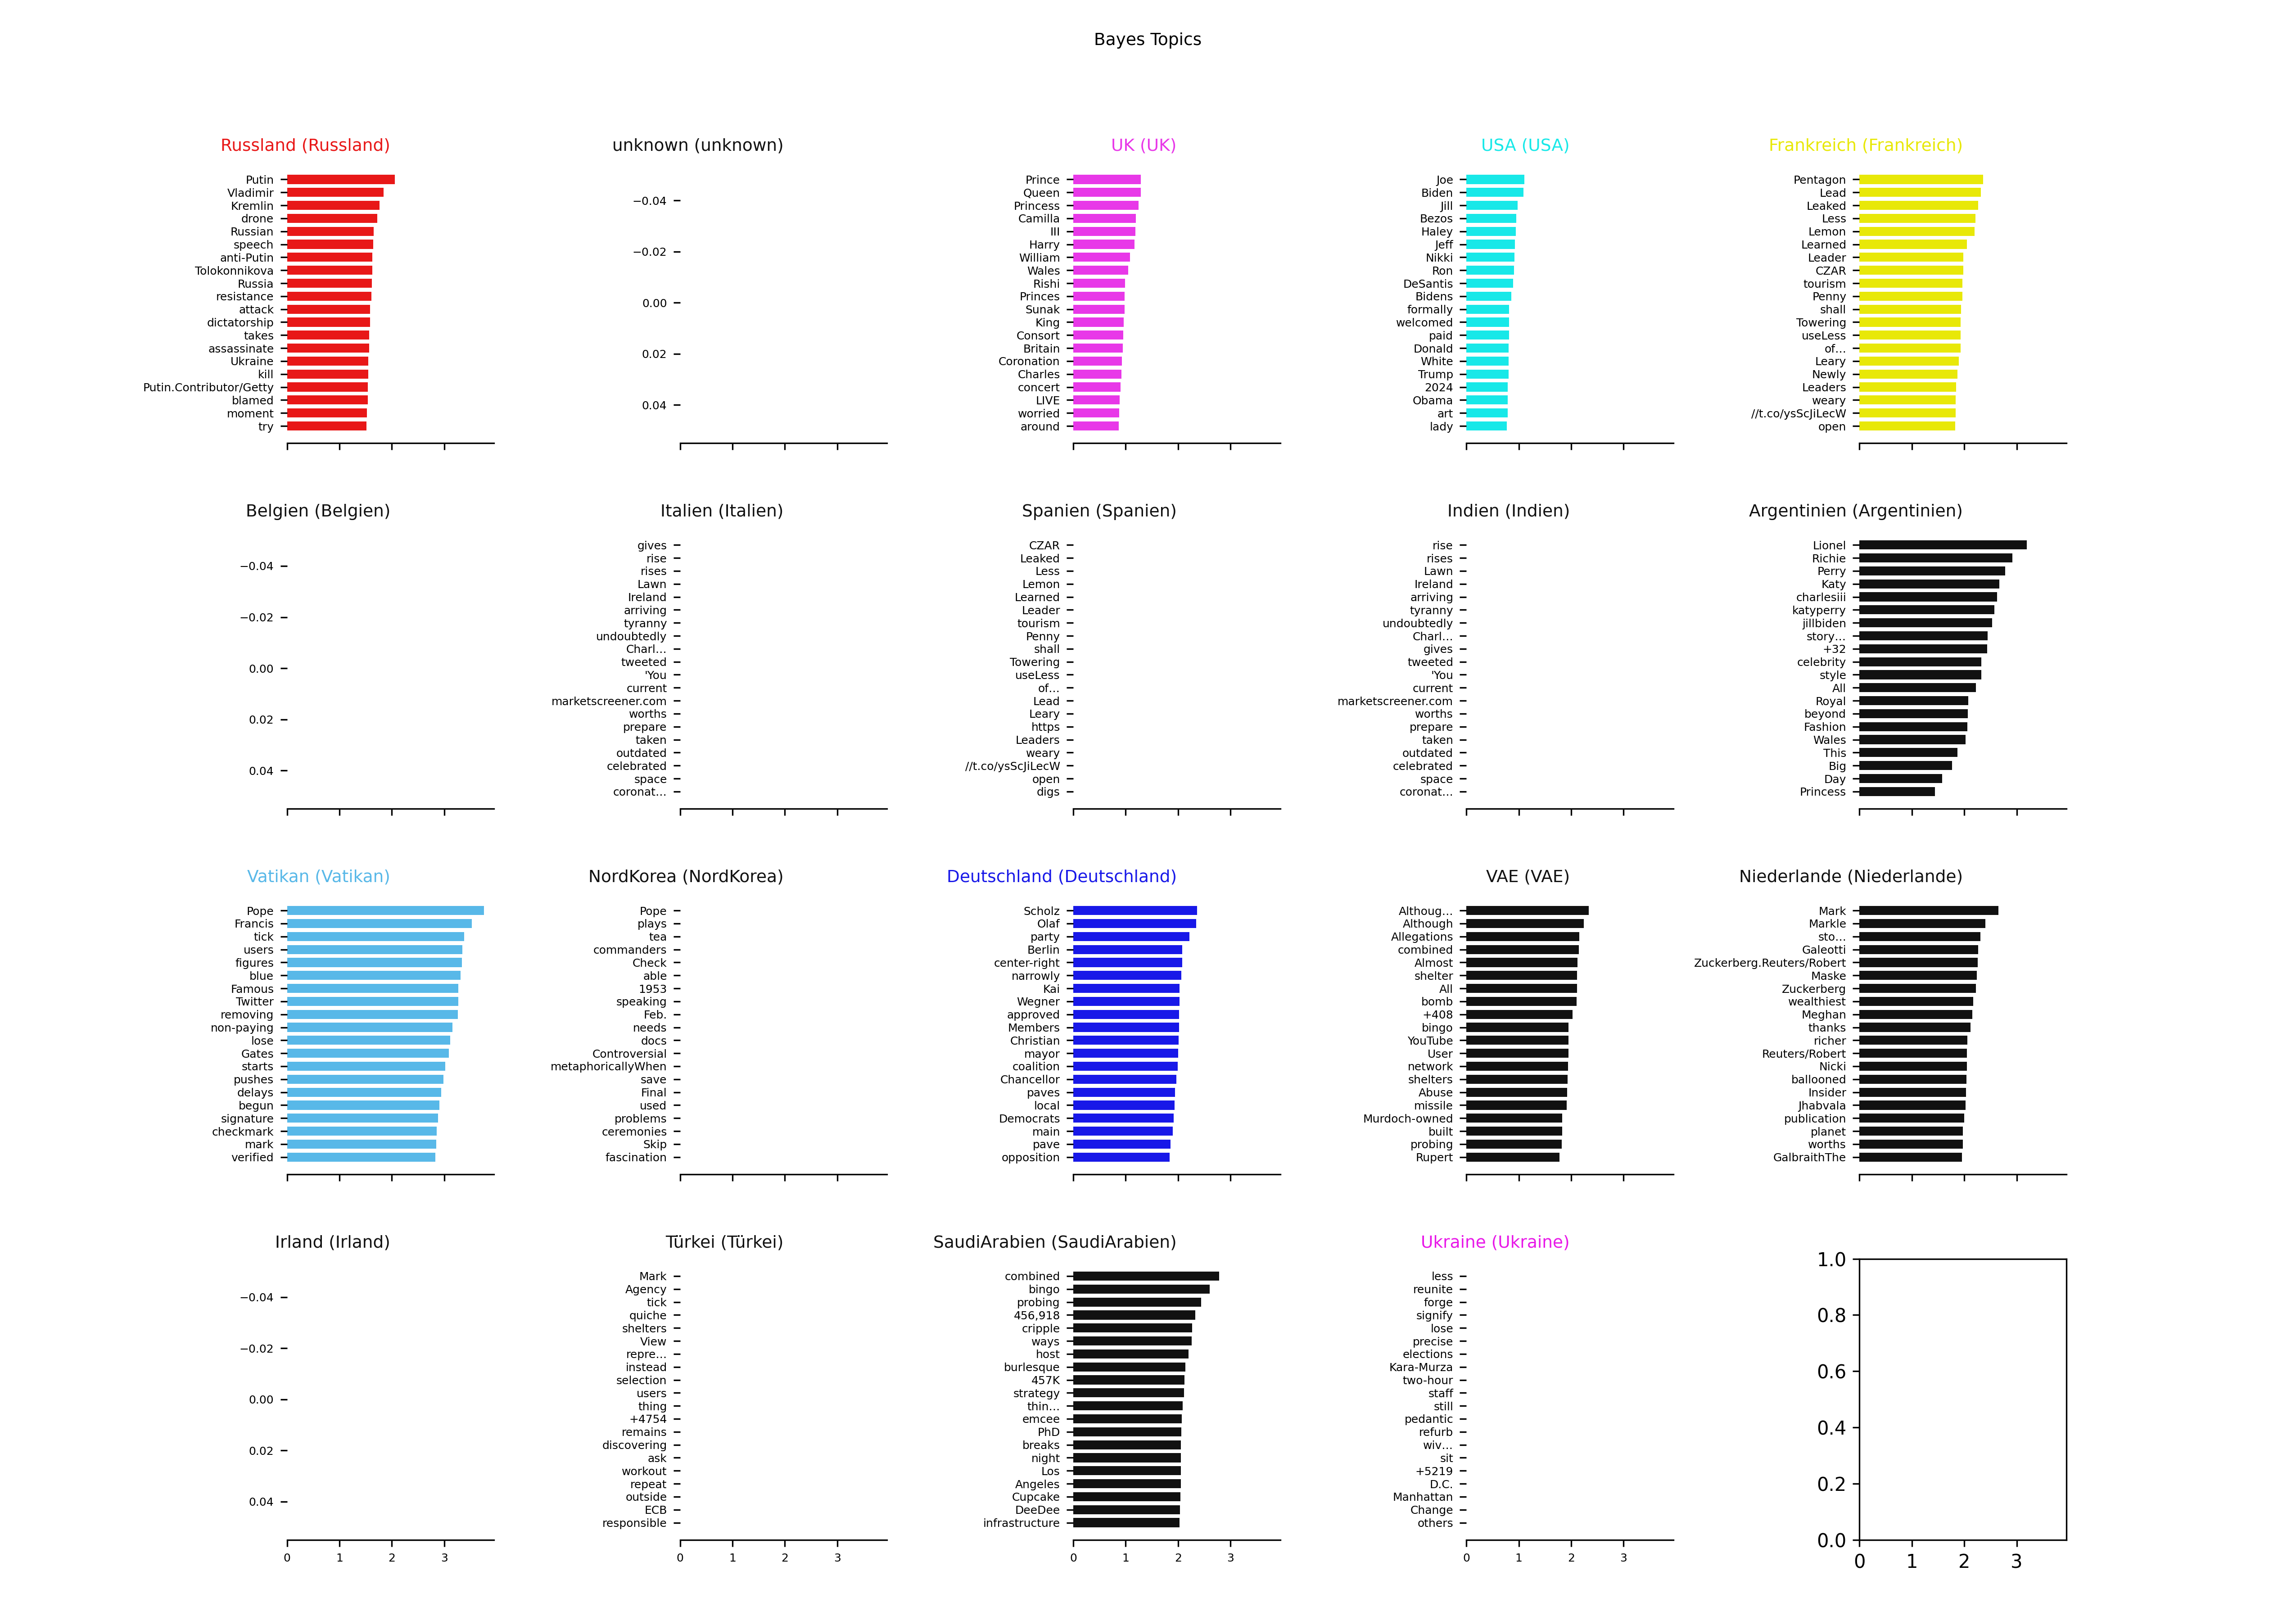 Bayes Topics
Russland (Russland)
Putin
Vladimir
Kremlin
drone
Russian
speech
anti-Putin
Tolokonnikova
Russia
resistance
attack
dictatorship
takes
assassinate
Ukraine
kill
Putin.Contributor/Getty
blamed
moment
try
unknown (unknown)
−0.04
−0.02
0.00
0.02
0.04
UK (UK)
Prince
Queen
Princess
Camilla
III
Harry
William
Wales
Rishi
Princes
Sunak
King
Consort
Britain
Coronation
Charles
concert
LIVE
worried
around
USA (USA)
Joe
Biden
Jill
Bezos
Haley
Jeff
Nikki
Ron
DeSantis
Bidens
formally
welcomed
paid
Donald
White
Trump
2024
Obama
art
lady
Frankreich (Frankreich)
Pentagon
Lead
Leaked
Less
Lemon
Learned
Leader
CZAR
tourism
Penny
shall
Towering
useLess
of…
Leary
Newly
Leaders
weary
//t.co/ysScJiLecW
open
Belgien (Belgien)
−0.04
−0.02
0.00
0.02
0.04
Italien (Italien)
gives
rise
rises
Lawn
Ireland
arriving
tyranny
undoubtedly
Charl…
tweeted
'You
current
marketscreener.com
worths
prepare
taken
outdated
celebrated
space
coronat…
Spanien (Spanien)
CZAR
Leaked
Less
Lemon
Learned
Leader
tourism
Penny
shall
Towering
useLess
of…
Lead
Leary
https
Leaders
weary
//t.co/ysScJiLecW
open
digs
Indien (Indien)
rise
rises
Lawn
Ireland
arriving
tyranny
undoubtedly
Charl…
gives
tweeted
'You
current
marketscreener.com
worths
prepare
taken
outdated
celebrated
space
coronat…
Argentinien (Argentinien)
Lionel
Richie
Perry
Katy
charlesiii
katyperry
jillbiden
story…
+32
celebrity
style
All
Royal
beyond
Fashion
Wales
This
Big
Day
Princess
Vatikan (Vatikan)
Pope
Francis
tick
users
figures
blue
Famous
Twitter
removing
non-paying
lose
Gates
starts
pushes
delays
begun
signature
checkmark
mark
verified
NordKorea (NordKorea)
Pope
plays
tea
commanders
Check
able
1953
speaking
Feb.
needs
docs
Controversial
metaphoricallyWhen
save
Final
used
problems
ceremonies
Skip
fascination
Deutschland (Deutschland)
Scholz
Olaf
party
Berlin
center-right
narrowly
Kai
Wegner
approved
Members
Christian
mayor
coalition
Chancellor
paves
local
Democrats
main
pave
opposition
VAE (VAE)
Althoug…
Although
Allegations
combined
Almost
shelter
All
bomb
+408
bingo
YouTube
User
network
shelters
Abuse
missile
Murdoch-owned
built
probing
Rupert
Niederlande (Niederlande)
Mark
Markle
sto…
Galeotti
Zuckerberg.Reuters/Robert
Maske
Zuckerberg
wealthiest
Meghan
thanks
richer
Reuters/Robert
Nicki
ballooned
Insider
Jhabvala
publication
planet
worths
GalbraithThe
Irland (Irland)
−0.04
−0.02
0.00
0.02
0.04
0 1 2 3
Türkei (Türkei)
Mark
Agency
tick
quiche
shelters
View
repre…
instead
selection
users
thing
+4754
remains
discovering
ask
workout
repeat
outside
ECB
responsible
0 1 2 3
SaudiArabien (SaudiArabien)
combined
bingo
probing
456,918
cripple
ways
host
burlesque
457K
strategy
thin…
emcee
PhD
breaks
night
Los
Angeles
Cupcake
DeeDee
infrastructure
0 1 2 3
Ukraine (Ukraine)
less
reunite
forge
signify
lose
precise
elections
Kara-Murza
two-hour
staff
still
pedantic
refurb
wiv…
sit
+5219
D.C.
Manhattan
Change
others
0 1 2 3
1.0
0.8
0.6
0.4
0.2
0.0
0 1 2 3